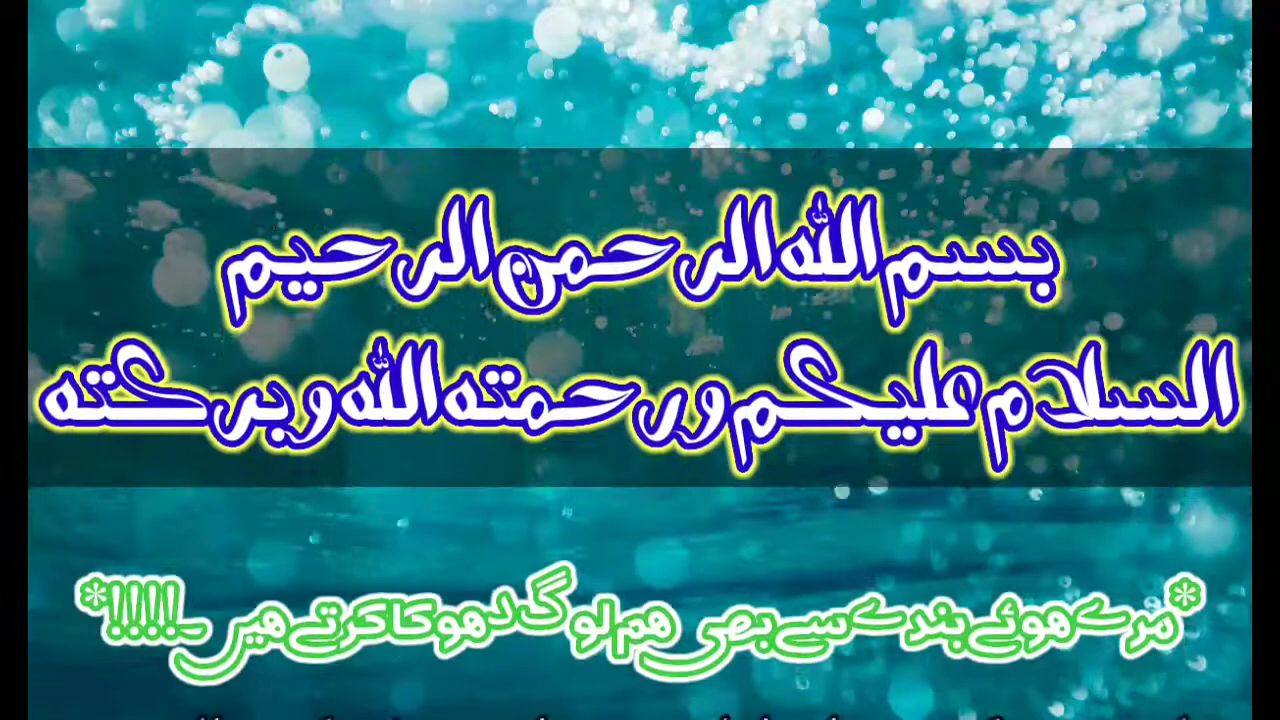 بسم اللہ الرحمن الرحیم
السلام علیکم ورحمتہ اللہ وبرکتہ
*مرے ہوئے بندے سے بھی ہم لوگ دھوکا کرتے ہیں۔!!!!*